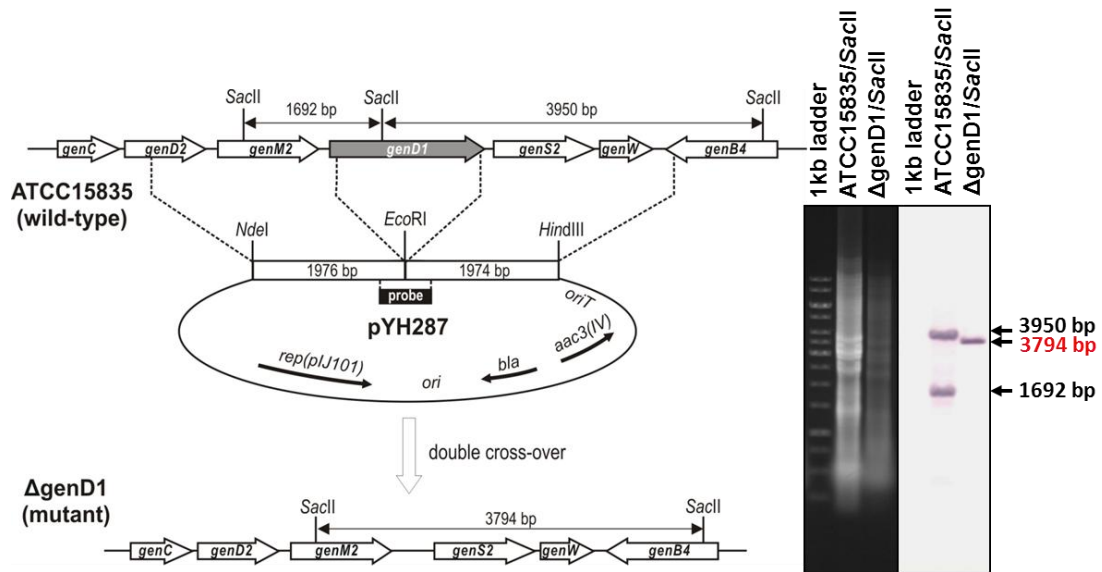 SacII 1692 bp SacII 3950 bp SacII
genC genD2 genM2 genD1 genS2 genW genB4
ATCC15835
(wild-type)
NdeI EcoRI HindIII
1976 bp 1974 bp
probe
pYH287
oriT
aac3(IV)
rep(pIJ101) ori bla
double cross-over
ΔgenD1
(mutant)
SacII 3794 bp SacII
genC genD2 genM2 genS2 genW genB4
1kb ladder
ATCC15835/SacII
ΔgenD1/SacII
1kb ladder
ATCC15835/SacII
ΔgenD1/SacII
3950 bp
3794 bp
1692 bp